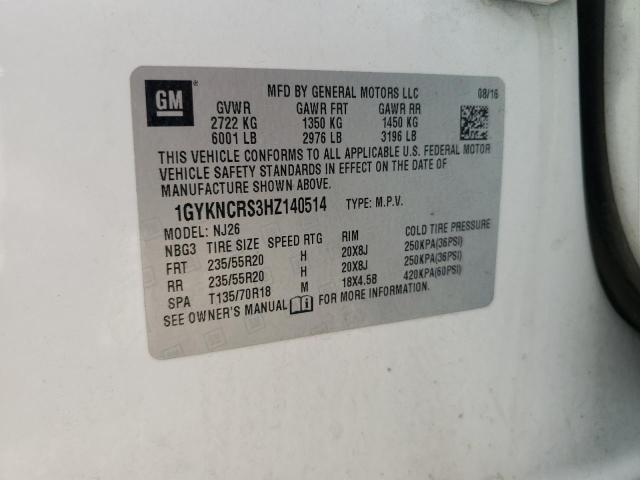 GM
MFD BY GENERAL MOTORS LLC 08/16
GVWR GAWR FRT GAWR RR
2722 KG 1350 KG 1450 KG
6001 LB 2976 LB 3196 LB
THIS VEHICLE CONFORMS TO ALL APPLICABLE U.S. FEDERAL MOTOR
VEHICLE SAFETY STANDARDS IN EFFECT ON THE DATE OF
MANUFACTURE SHOWN ABOVE.
1GYKNCRS3HZ140514 TYPE: M.P.V.
MODEL: NJ26
NBG3 TIRE SIZE SPEED RTG RIM COLD TIRE PRESSURE
FRT 235/55R20 H 20X8J 250KPA(36PSI)
RR 235/55R20 H 20X8J 250KPA(36PSI)
SPA T135/70R18 M 18X4.5B 420KPA(60PSI)
SEE OWNER'S MANUAL FOR ADDITIONAL INFORMATION.